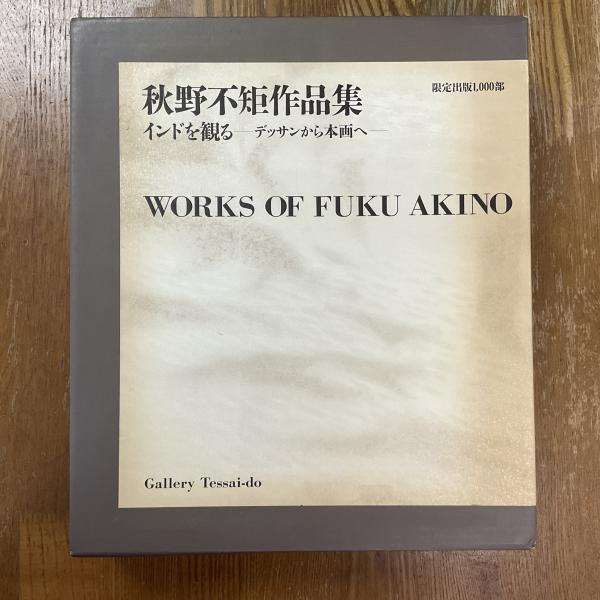 秋野不矩作品集
限定出版1,000部
インドを観る―デッサンから本画へ―
WORKS OF FUKU AKINO
Gallery Tessai-do